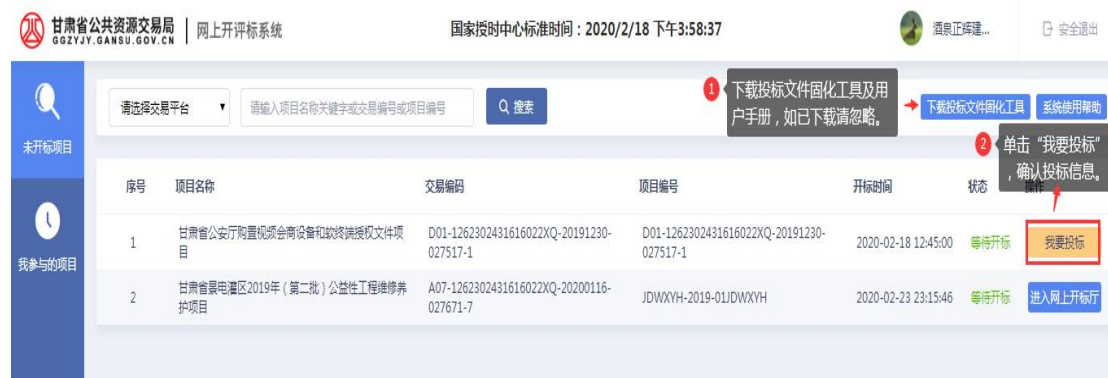 甘肃省公共资源交易局
GGZYJY.GANSU.GOV.CN
网上开评标系统
国家授时中心标准时间：2020/2/18 下午3:58:37
酒泉正辉建...
安全退出
未开标项目
我参与的项目
请选择交易平台
请输入项目名称关键字或交易编号或项目编号
搜索
1
下载投标文件固化工具及用
户手册，如已下载请忽略。
下载投标文件固化工具
系统使用帮助
2
单击“我要投标”
，确认投标信息。
序号 项目名称 交易编码 项目编号 开标时间 状态 操作
1
甘肃省公安厅购置视频会商设备和软终端授权文件项
目
D01-1262302431616022XQ-20191230-
027517-1
D01-1262302431616022XQ-20191230-
027517-1
2020-02-18 12:45:00
等待开标
我要投标
2
甘肃省景电灌区2019年（第二批）公益性工程维修养
护项目
A07-1262302431616022XQ-20200116-
027671-7
JDWXYH-2019-01JDWXYH
2020-02-23 23:15:46
等待开标
进入网上开标厅